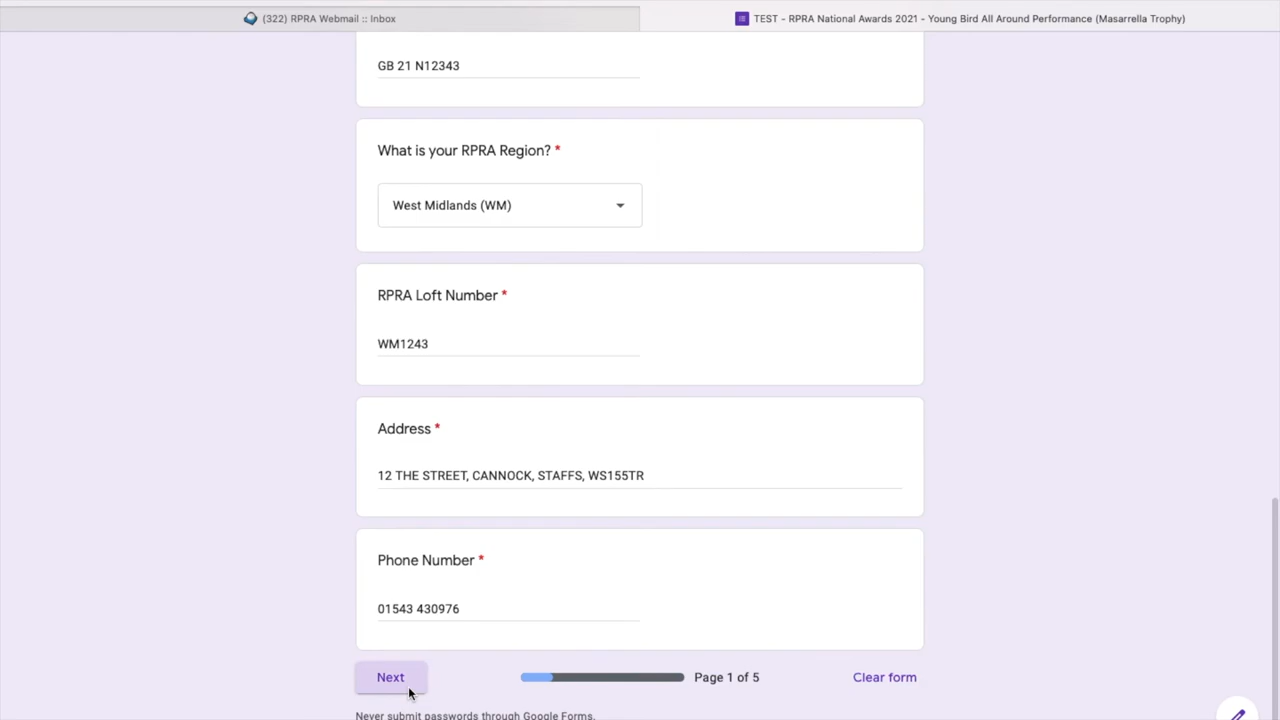 (322) RPRA Webmail :: Inbox
TEST - RPRA National Awards 2021 - Young Bird All Around Performance (Masarrella Trophy)
GB 21 N12343
What is your RPRA Region? *
West Midlands (WM)
RPRA Loft Number *
WM1243
Address *
12 THE STREET, CANNOCK, STAFFS, WS155TR
Phone Number *
01543 430976
Next
Page 1 of 5
Clear form
Never submit passwords through Google Forms.